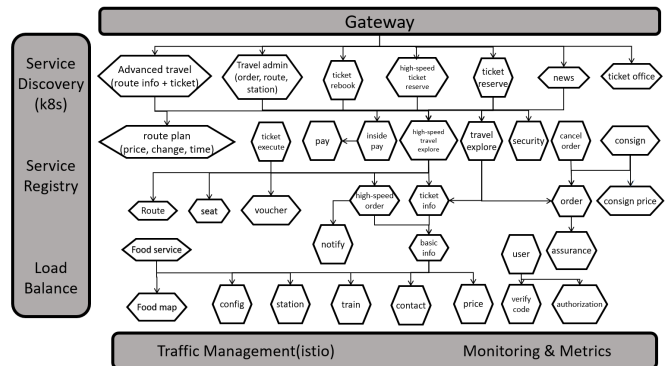 Gateway
Service
Discovery
(k8s)
Service
Registry
Load
Balance
Advanced travel
(route info + ticket)
Travel admin
(order, route,
station)
ticket
rebook
high-speed
ticket
reserve
ticket
reserve
news
ticket office
route plan
(price, change, time)
ticket
execute
pay
inside
pay
high-speed
travel
explore
travel
explore
security
cancel
order
consign
Route
seat
voucher
high-speed
order
ticket
info
order
consign price
notify
basic
info
user
assurance
Food service
Food map
config
station
train
contact
price
verify
code
authorization
Traffic Management(istio)
Monitoring & Metrics